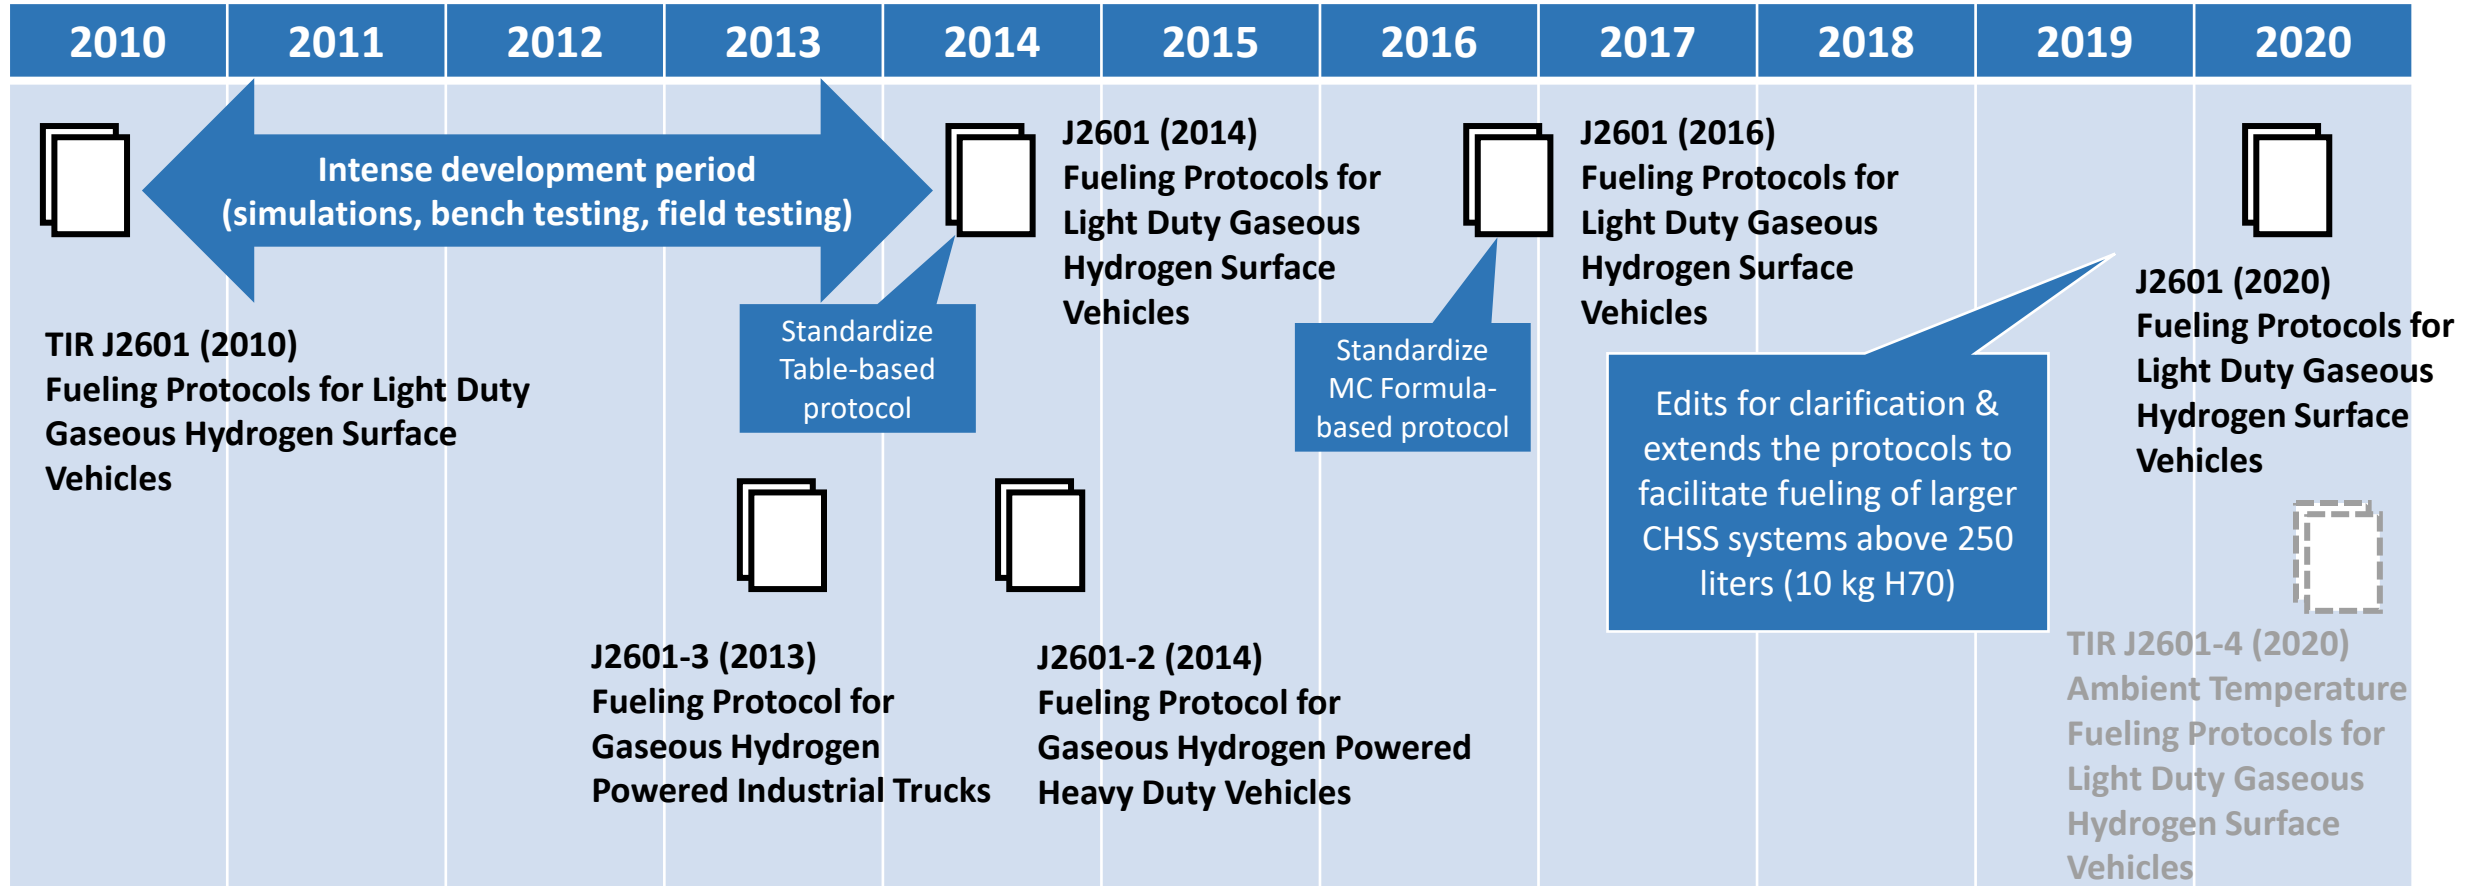 2010 2011 2012 2013 2014 2015 2016 2017 2018 2019 2020
Intense development period
(simulations, bench testing, field testing)
TIR J2601 (2010)
Fueling Protocols for Light Duty
Gaseous Hydrogen Surface
Vehicles
Standardize
Table-based
protocol
J2601 (2014)
Fueling Protocols for
Light Duty Gaseous
Hydrogen Surface
Vehicles
Standardize
MC Formula-
based protocol
J2601 (2016)
Fueling Protocols for
Light Duty Gaseous
Hydrogen Surface
Vehicles
Edits for clarification &
extends the protocols to
facilitate fueling of larger
CHSS systems above 250
liters (10 kg H70)
J2601 (2020)
Fueling Protocols for
Light Duty Gaseous
Hydrogen Surface
Vehicles
J2601-3 (2013)
Fueling Protocol for
Gaseous Hydrogen
Powered Industrial Trucks
J2601-2 (2014)
Fueling Protocol for
Gaseous Hydrogen Powered
Heavy Duty Vehicles
TIR J2601-4 (2020)
Ambient Temperature
Fueling Protocols for
Light Duty Gaseous
Hydrogen Surface
Vehicles